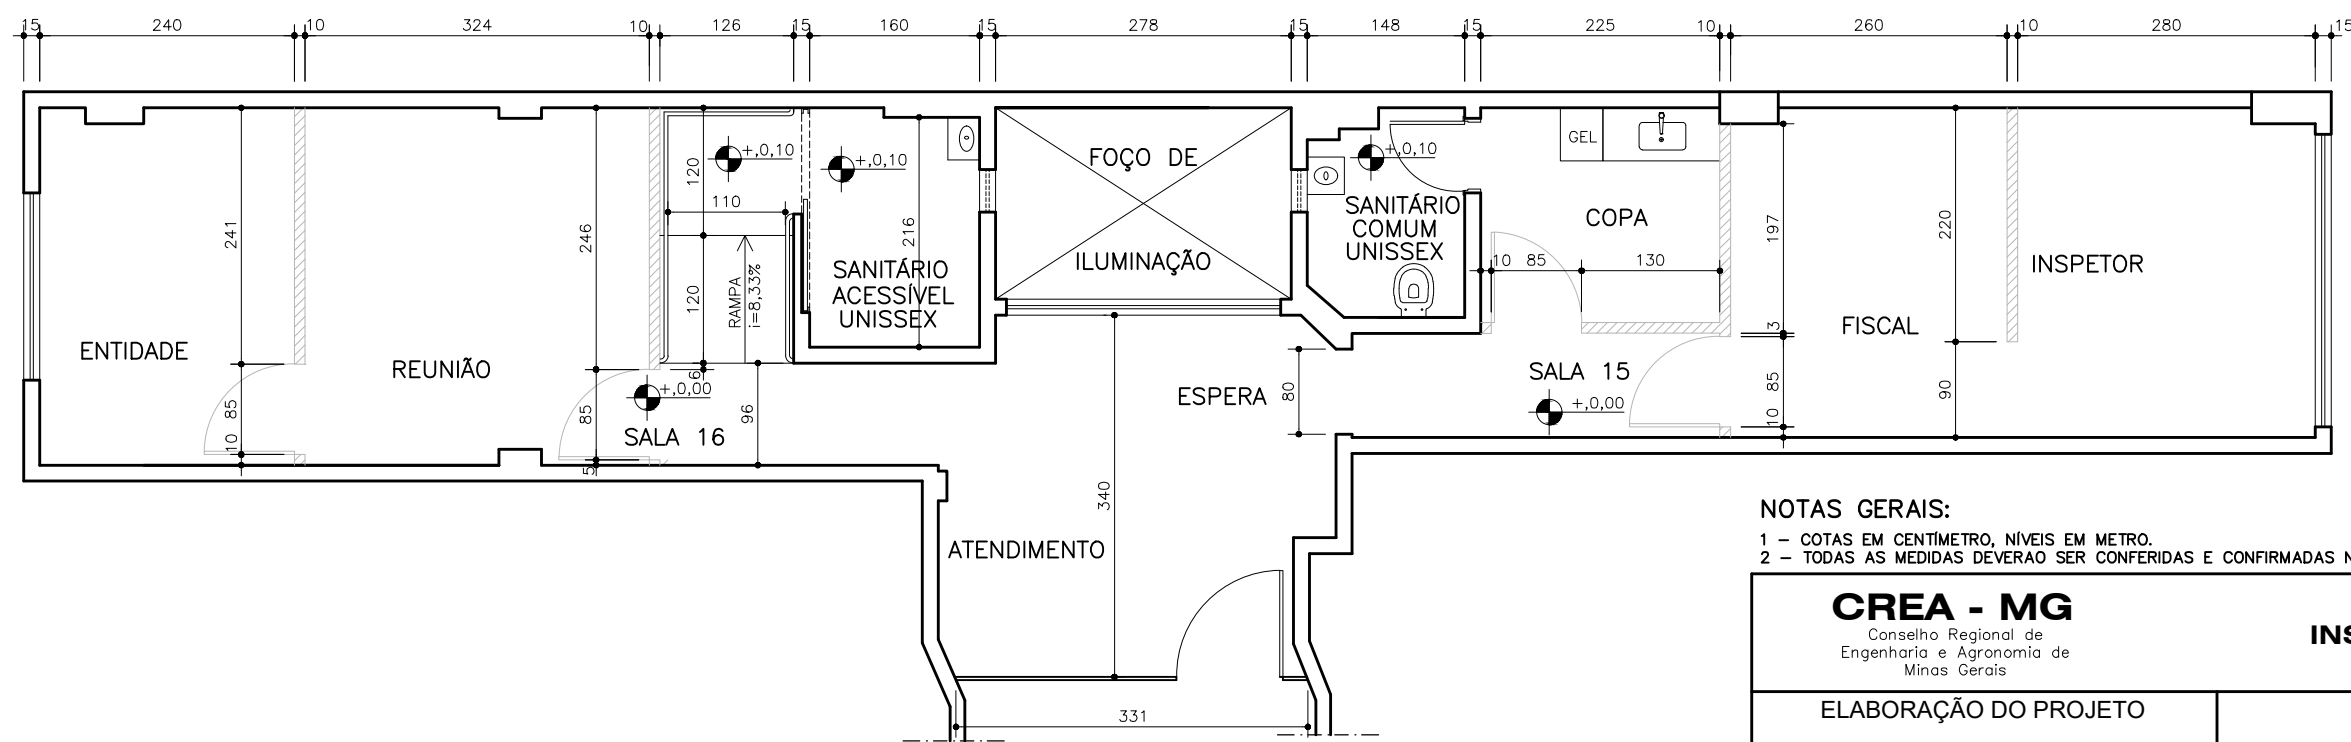 15 240 10 324 10 126 15 160 15 278 15 148 15 225 10 260 10 280 15
+,0,10
+,0,10
+,0,10
FOÇO DE
ILUMINAÇÃO
GEL
120
110
241
246
216
197
220
SANITÁRIO
COMUM
UNISSEX
COPA
10 85 130
INSPETOR
SANITÁRIO
ACESSÍVEL
UNISSEX
RAMPA
i=8,33%
120
3
FISCAL
ENTIDADE
REUNIÃO
6
+,0,00
SALA 16
85
10
85
5
96
ESPERA
80
SALA 15
+,0,00
85
10
90
340
ATENDIMENTO
331
NOTAS GERAIS:
1 – COTAS EM CENTÍMETRO, NÍVEIS EM METRO.
2 – TODAS AS MEDIDAS DEVERAO SER CONFERIDAS E CONFIRMADAS N
CREA - MG
Conselho Regional de
Engenharia e Agronomia de
Minas Gerais
INS
ELABORAÇÃO DO PROJETO